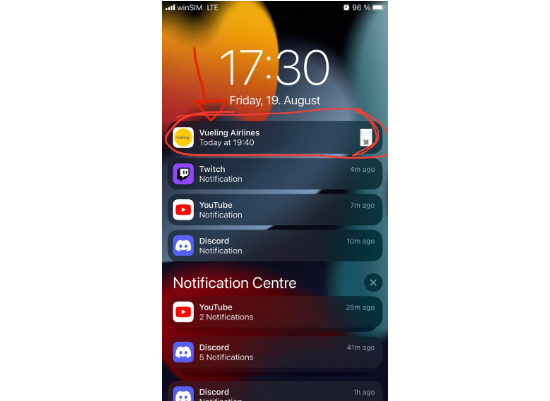 winSIM LTE
96 %
17:30
Friday, 19. August
Vueling Airlines
Today at 19:40
Twitch
4m ago
Notification
YouTube
7m ago
Notification
Discord
10m ago
Notification
Notification Centre
YouTube
25m ago
2 Notifications
Discord
41m ago
5 Notifications
Discord
1h ago